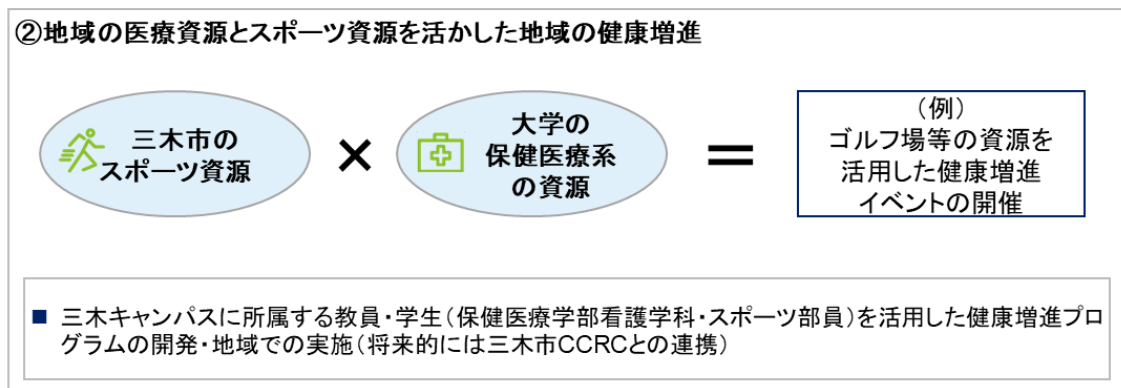 ②地域の医療資源とスポーツ資源を活かした地域の健康増進
三木市の
スポーツ資源
×
大学の
保健医療系
の資源
＝
（例）
ゴルフ場等の資源を
活用した健康増進
イベントの開催
■ 三木キャンパスに所属する教員・学生（保健医療学部看護学科・スポーツ部員）を活用した健康増進プロ
グラムの開発・地域での実施（将来的には三木市CCRCとの連携）